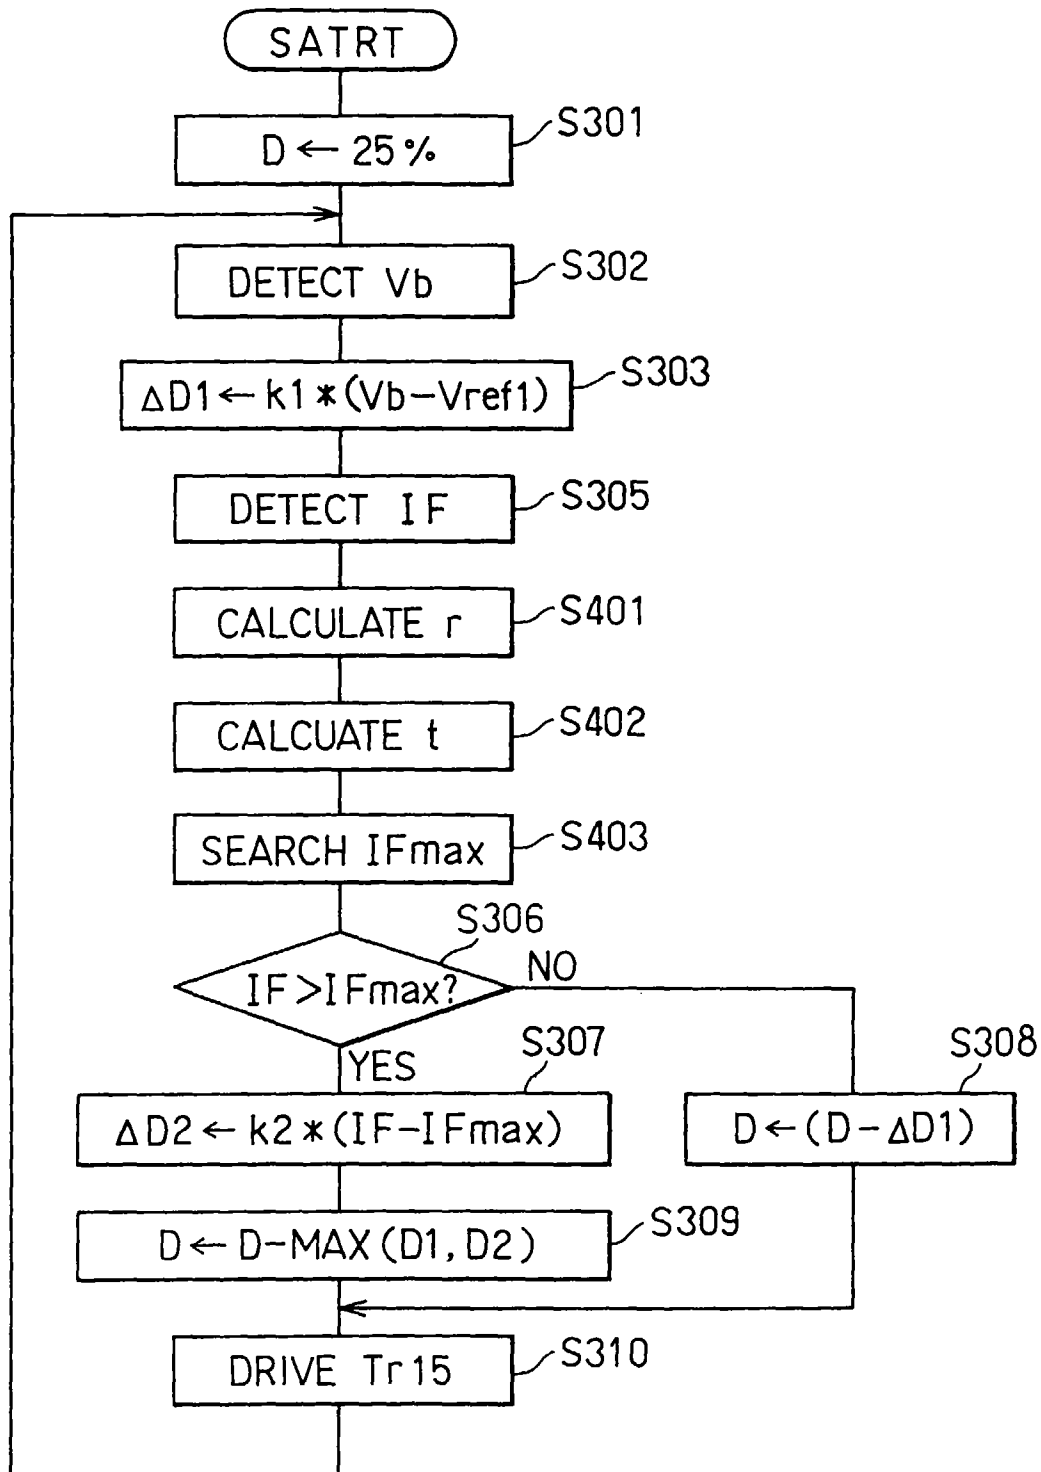 SATRT
D ← 25%
S301
DETECT Vb
S302
ΔD1 ← k1 * (Vb-Vref1)
S303
DETECT IF
S305
CALCULATE r
S401
CALCUATE t
S402
SEARCH IFmax
S403
S306
IF > IFmax?
NO
YES
S307
S308
ΔD2 ← k2 * (IF-IFmax)
D ← (D - ΔD1)
D ← D-MAX (D1, D2)
S309
DRIVE Tr15
S310